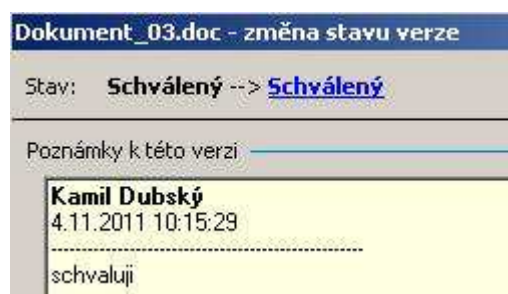 Dokument_03.doc - změna stavu verze
Stav: Schválený --> Schválený
Poznámky k této verzi
Kamil Dubský
4.11.2011 10:15:29
--------------------------------------------------
schvaluji